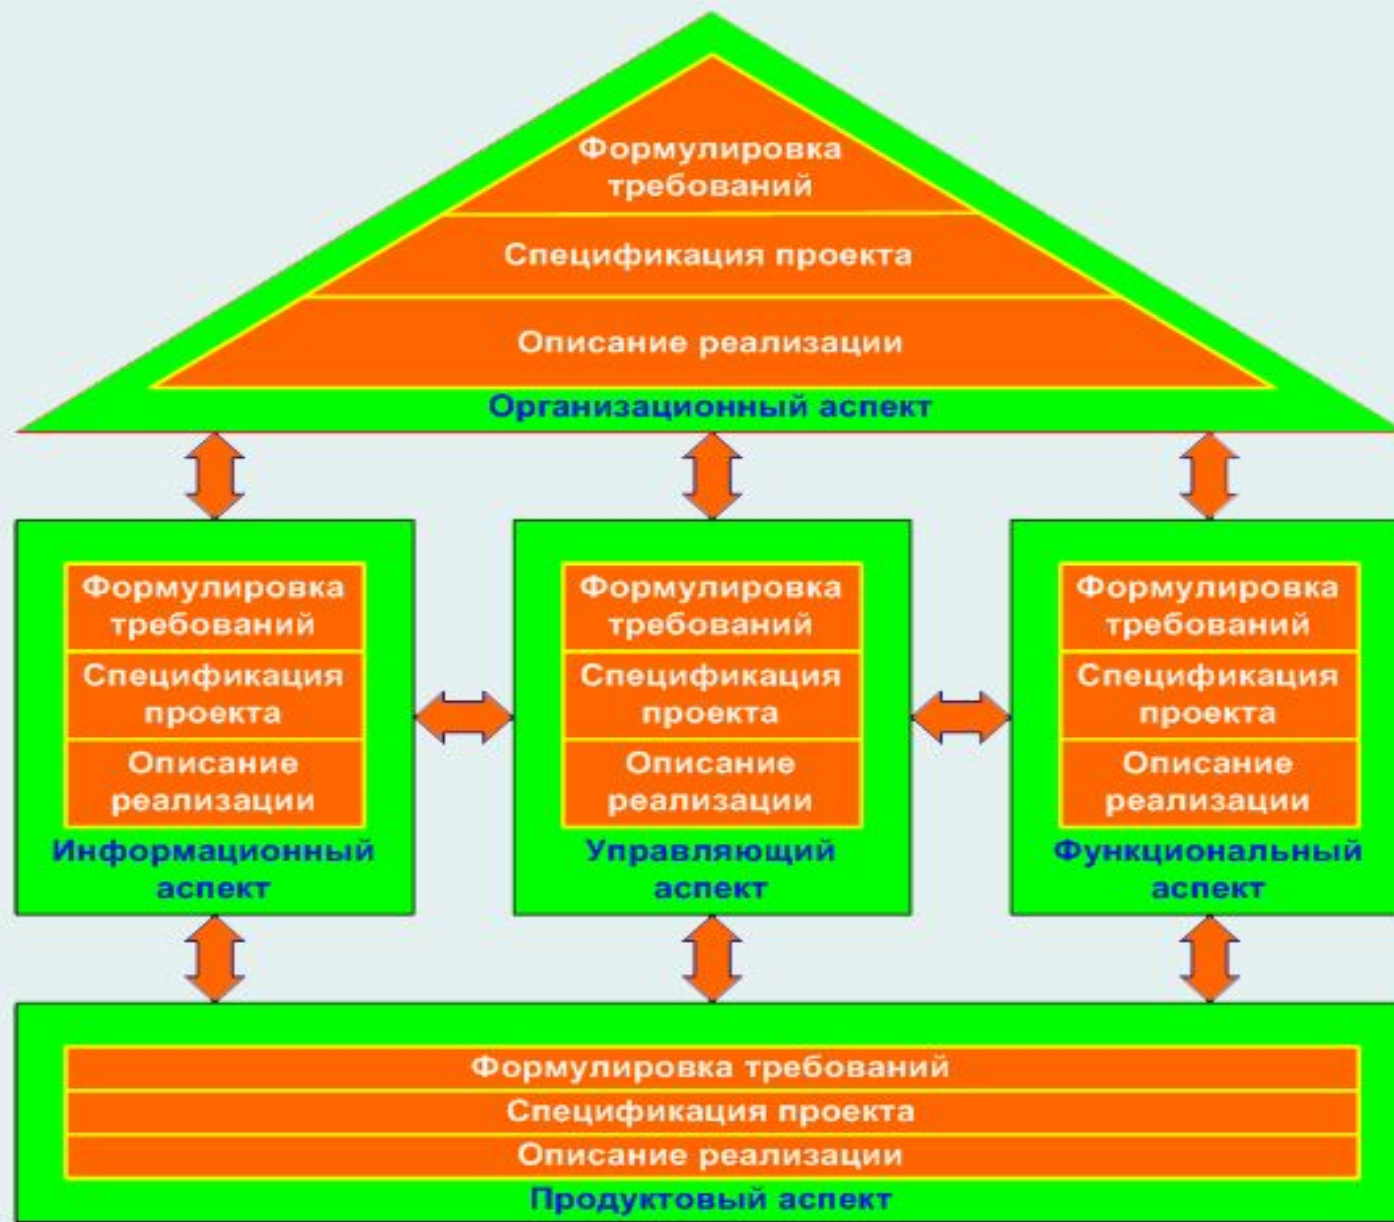 Формулировка
требований
Спецификация проекта
Описание реализации
Организационный аспект
Формулировка
требований
Спецификация
проекта
Описание
реализации
Информационный
аспект
Формулировка
требований
Спецификация
проекта
Описание
реализации
Управляющий
аспект
Формулировка
требований
Спецификация
проекта
Описание
реализации
Функциональный
аспект
Формулировка требований
Спецификация проекта
Описание реализации
Продуктовый аспект